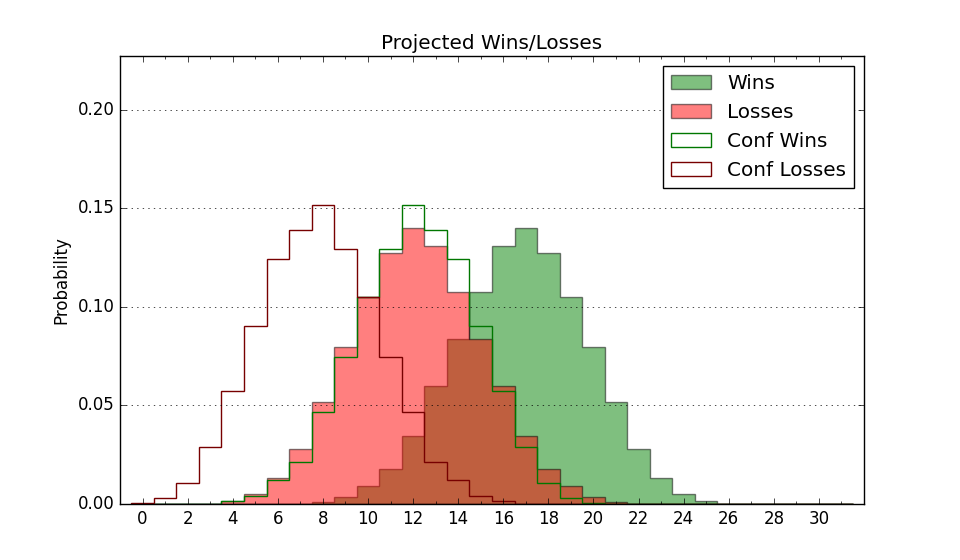 Projected Wins/Losses
Wins
Losses
Conf Wins
Conf Losses
Probability
0.20
0.15
0.10
0.05
0.00
0 2 4 6 8 10 12 14 16 18 20 22 24 26 28 30